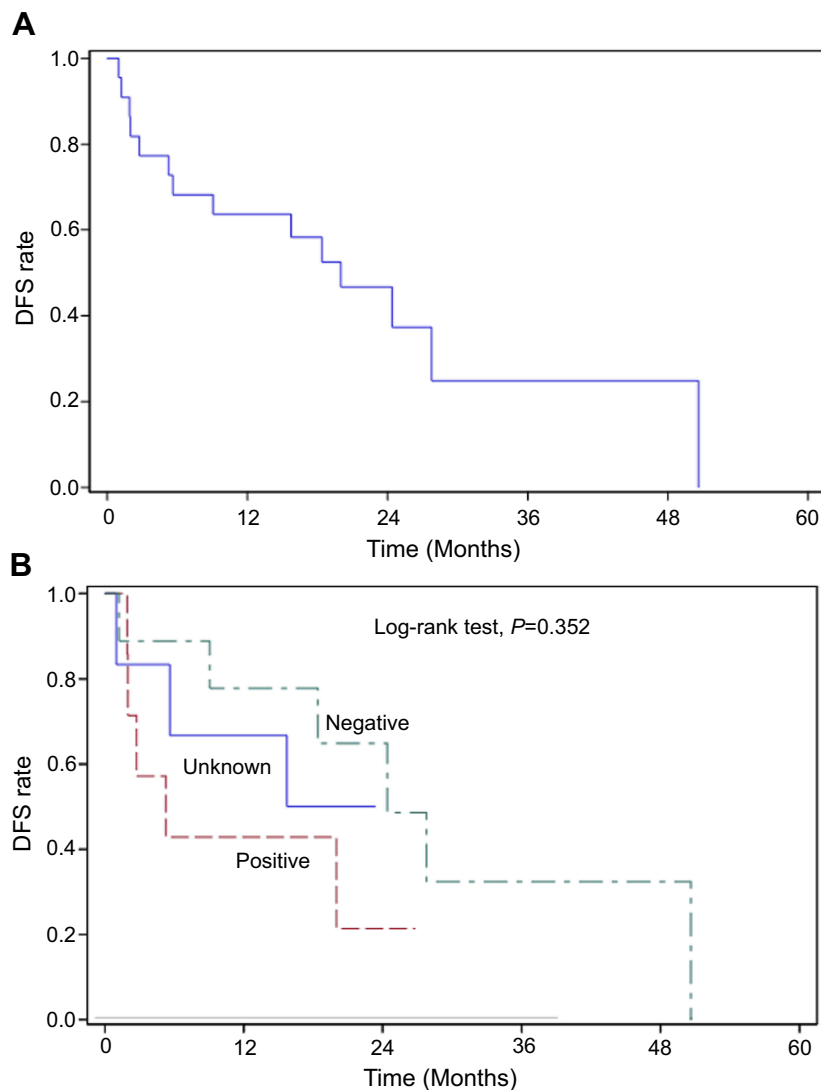 A
1.0
0.8
0.6
0.4
0.2
0.0
DFS rate
0 12 24 36 48 60
Time (Months)
B
1.0
0.8
0.6
0.4
0.2
0.0
DFS rate
Log-rank test, P=0.352
Negative
Unknown
Positive
0 12 24 36 48 60
Time (Months)